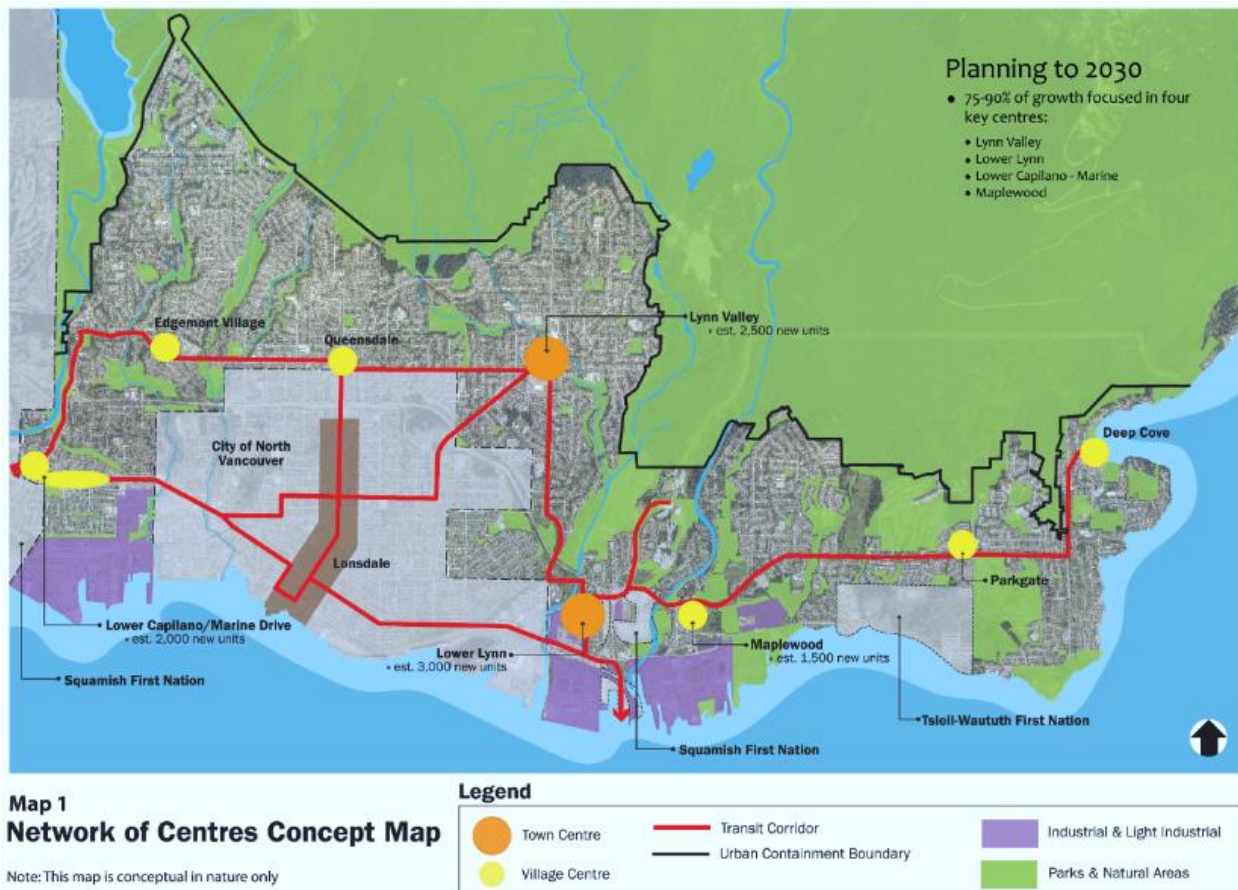 Planning to 2030
• 75-90% of growth focused in four
key centres:
• Lynn Valley
• Lower Lynn
• Lower Capilano - Marine
• Maplewood
Edgemont Village
Queensdale
Lynn Valley
• est. 2,500 new units
Deep Cove
City of North
Vancouver
Lonsdale
Parkgate
Lower Capilano/Marine Drive
• est. 2,000 new units
Lower Lynn
• est. 3,000 new units
Maplewood
• est. 1,500 new units
Squamish First Nation
Tsleil-Waututh First Nation
Squamish First Nation
Map 1
Network of Centres Concept Map
Note: This map is conceptual in nature only
Legend
Town Centre
Village Centre
Transit Corridor
Urban Containment Boundary
Industrial & Light Industrial
Parks & Natural Areas